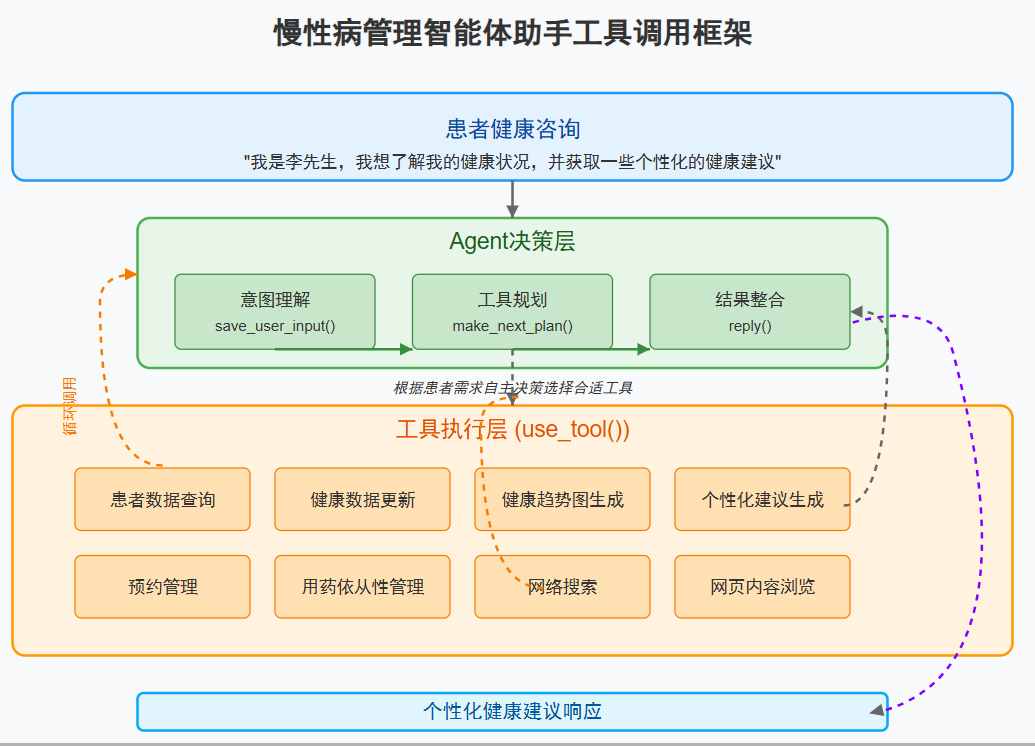 慢性病管理智能体助手工具调用框架
患者健康咨询
"我是李先生，我想了解我的健康状况，并获取一些个性化的健康建议"
Agent决策层
意图理解
save_user_input()
工具规划
make_next_plan()
结果整合
reply()
根据患者需求自主决策选择合适工具
循环调用
工具执行层 (use_tool())
患者数据查询
健康数据更新
健康趋势图生成
个性化建议生成
预约管理
用药依从性管理
网络搜索
网页内容浏览
个性化健康建议响应